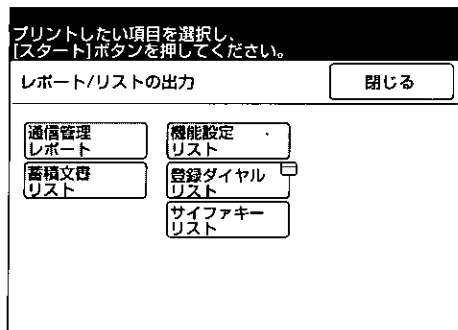 プリントしたい項目を選択し、
[スタート]ボタンを押してください。
レポート/リストの出力
閉じる
通信管理
レポート
機能設定
リスト
蓄積文書
リスト
登録ダイヤル
リスト
サイファキー
リスト